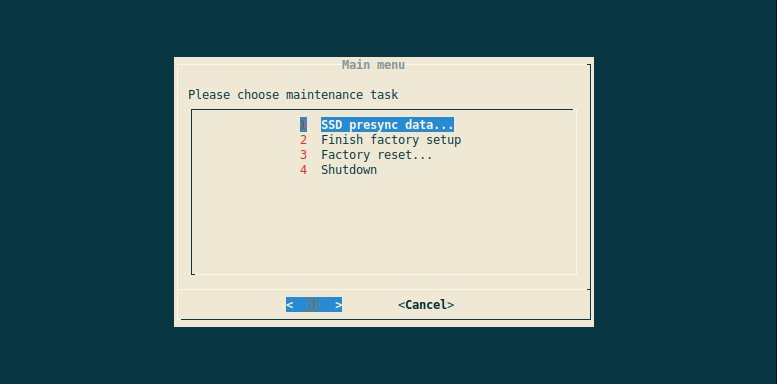 Main menu
Please choose maintenance task
1 SSD presync data...
2 Finish factory setup
3 Factory reset...
4 Shutdown
< OK > <Cancel>